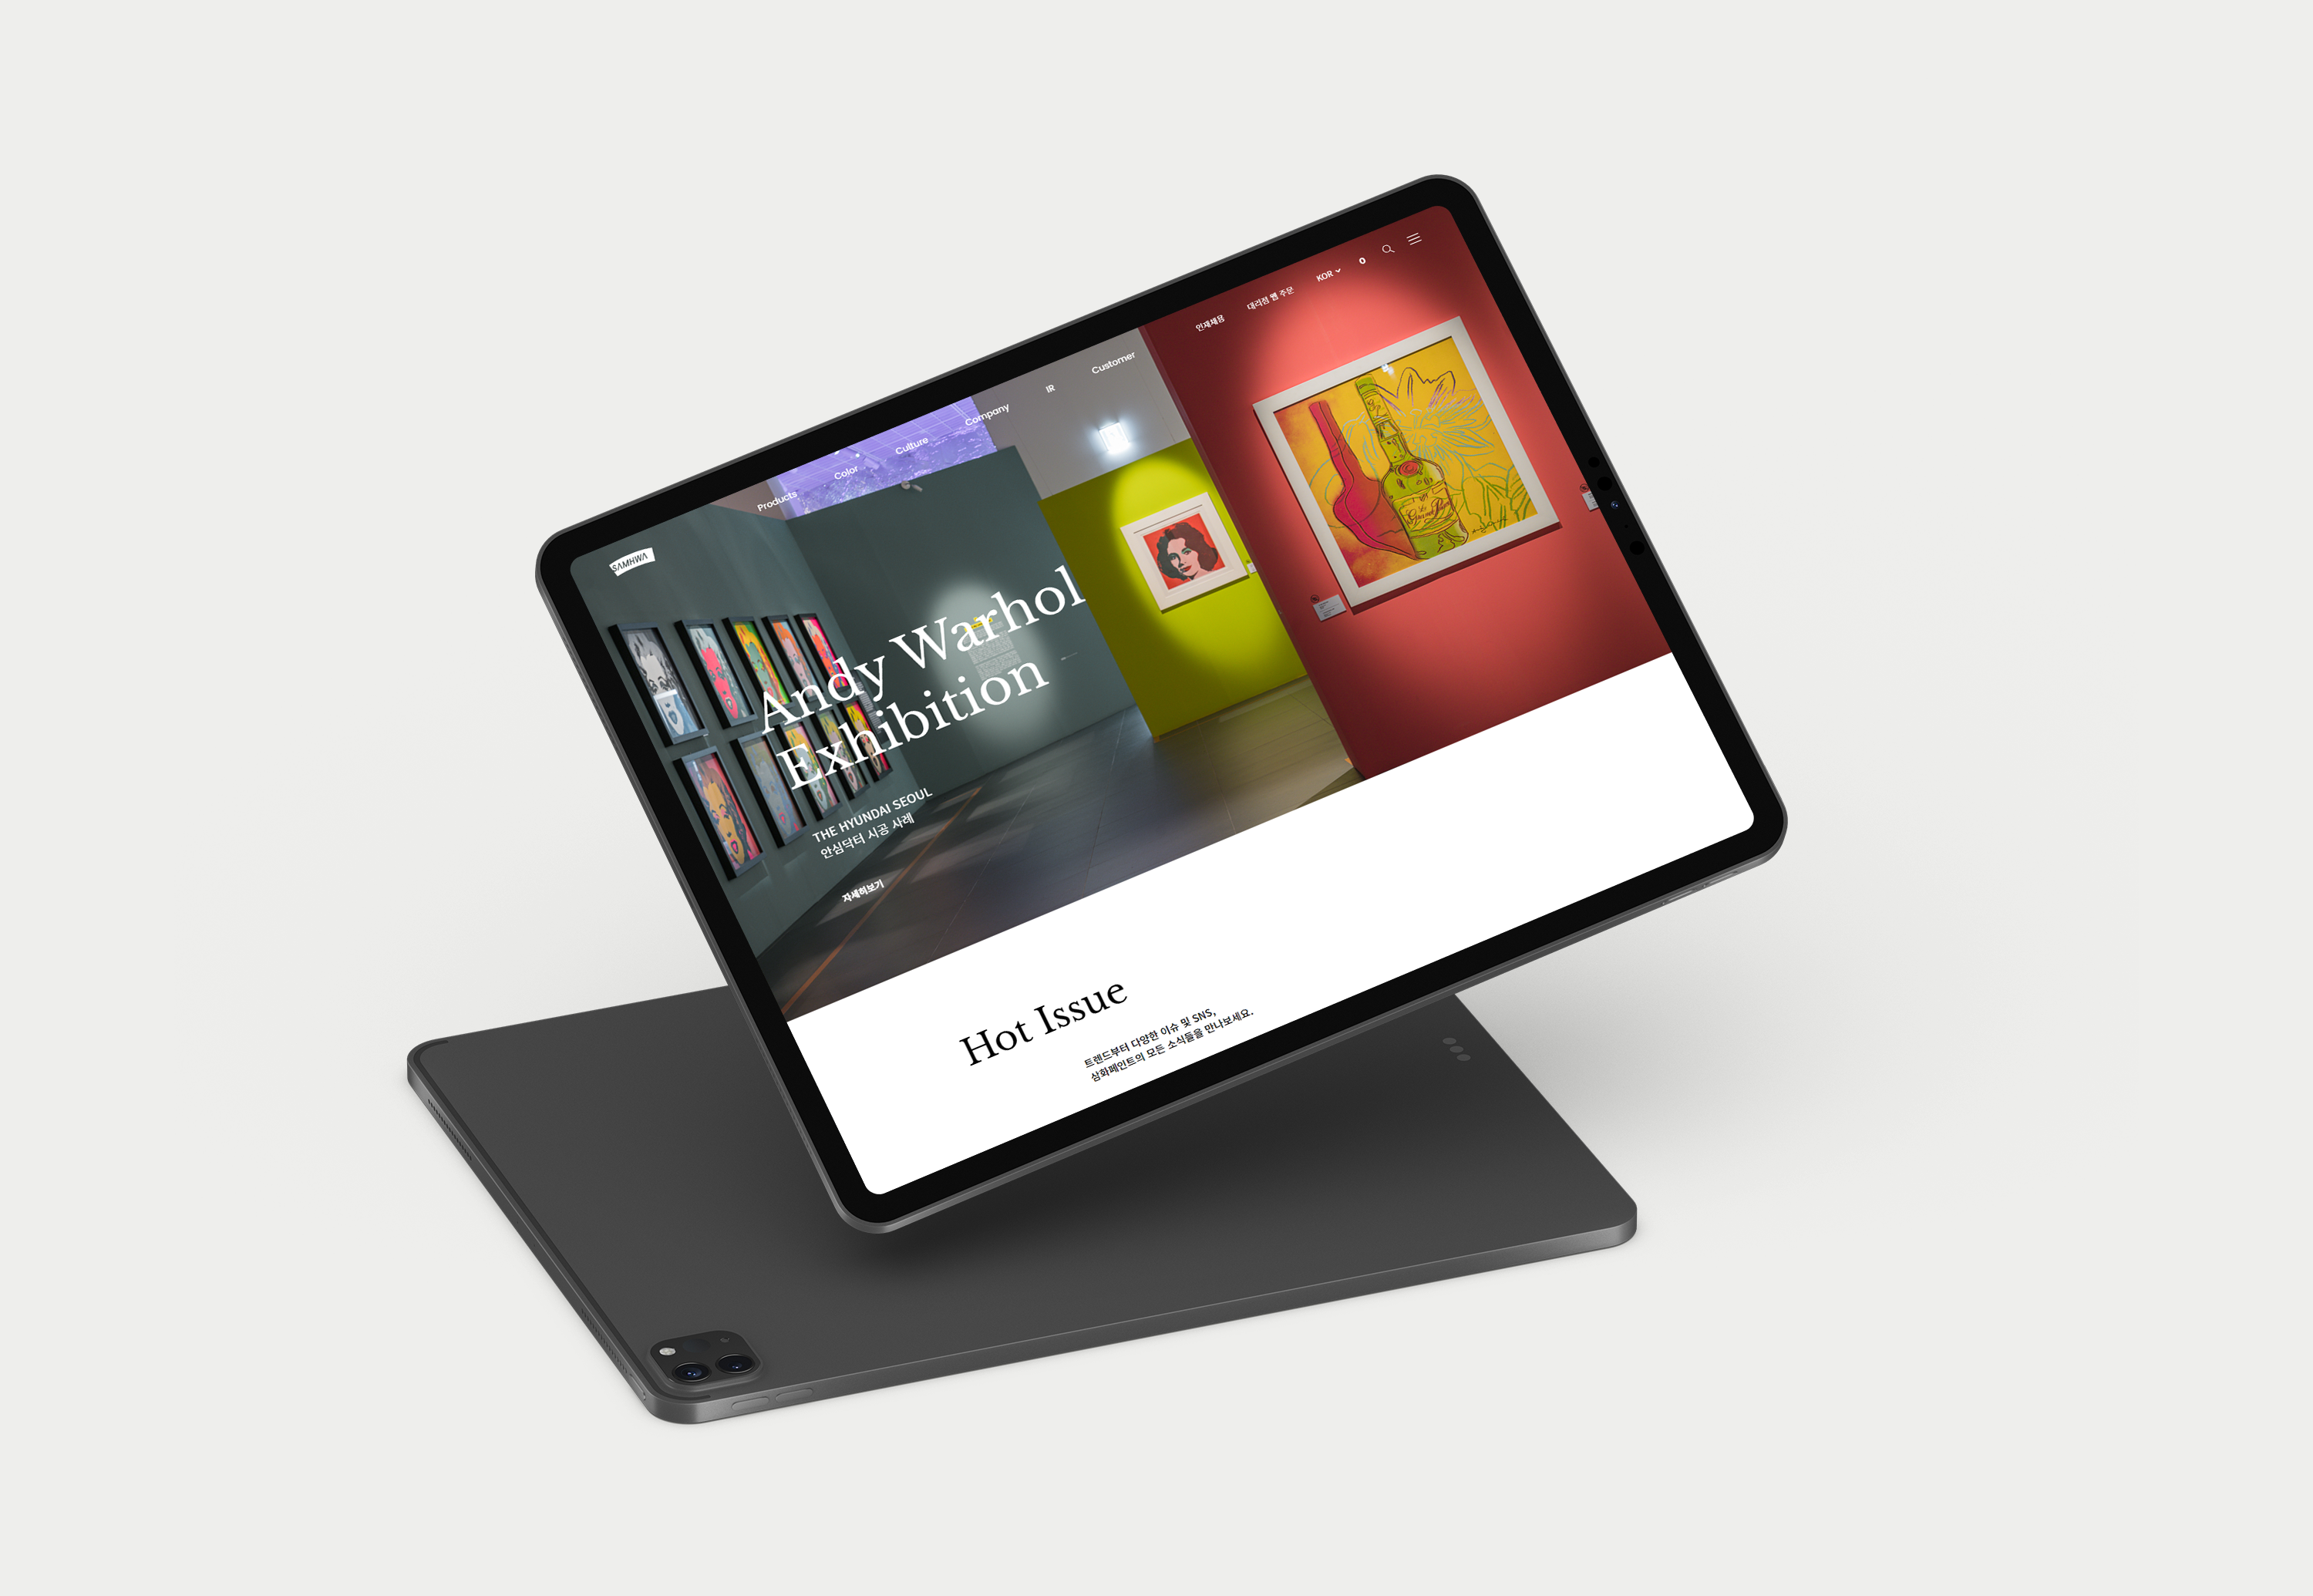 SAMHWA
Products
Color
Culture
Company
IR
Customer
인재채용
대리점 웹 주문
KOR
Andy Warhol
Exhibition
THE HYUNDAI SEOUL
안심닥터 시공 사례
자세히보기
Hot Issue
트렌드부터 다양한 이슈 및 SNS,
삼화페인트의 모든 소식들을 만나보세요.